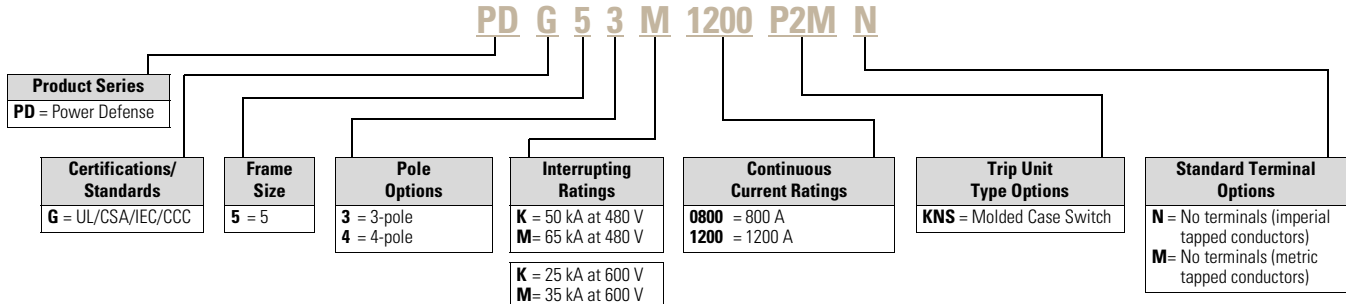 PD G 5 3 M 1200 P2M N
Product Series
PD = Power Defense
Certifications/
Standards
G = UL/CSA/IEC/CCC
Frame
Size
5 = 5
Pole
Options
3 = 3-pole
4 = 4-pole
Interrupting
Ratings
K = 50 kA at 480 V
M= 65 kA at 480 V
K = 25 kA at 600 V
M= 35 kA at 600 V
Continuous
Current Ratings
0800 = 800 A
1200 = 1200 A
Trip Unit
Type Options
KNS = Molded Case Switch
Standard Terminal
Options
N = No terminals (imperial
tapped conductors)
M= No terminals (metric
tapped conductors)